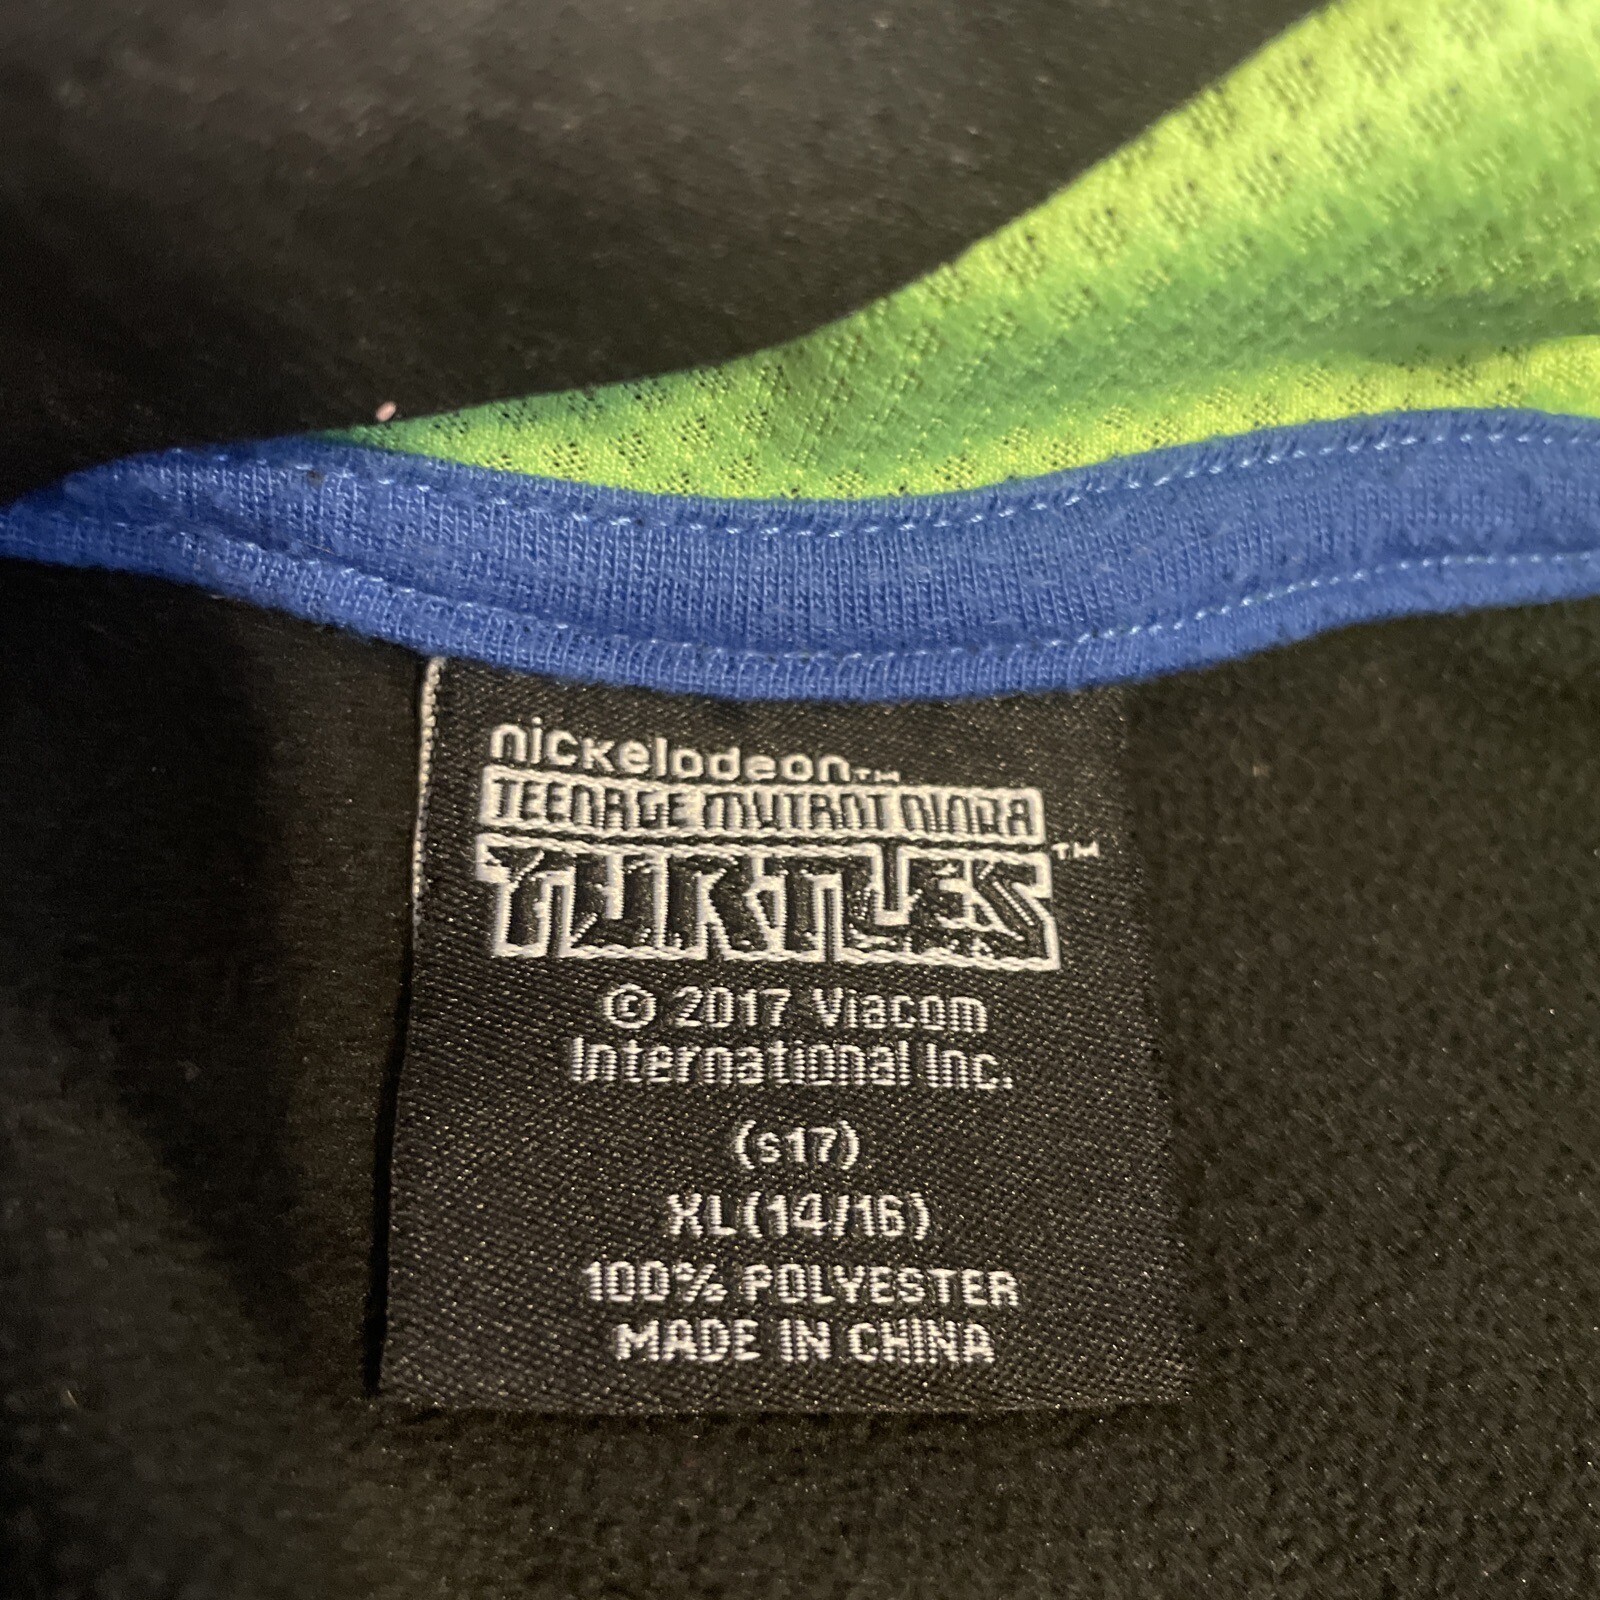 nickelodeon™
TEENAGE MUTANT NINJA
TURTLES™
© 2017 Viacom
International Inc.
(s17)
XL(14/16)
100% POLYESTER
MADE IN CHINA